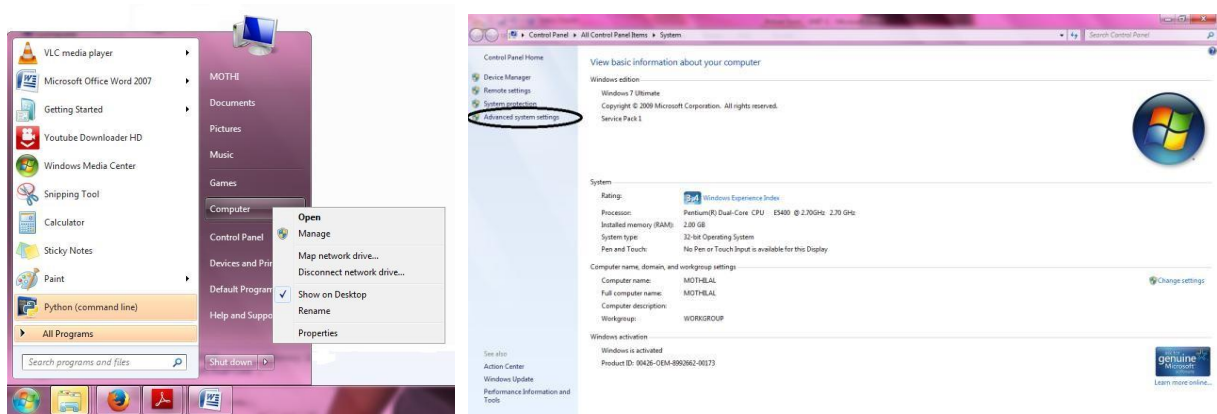 VLC media player
Microsoft Office Word 2007
Getting Started
Youtube Downloader HD
Windows Media Center
Snipping Tool
Calculator
Sticky Notes
Paint
Python (command line)
All Programs
Search programs and files
MOTHI
Documents
Pictures
Music
Games
Computer
Control Panel
Devices and Prin
Default Program
Help and Suppo
Shut down
Open
Manage
Map network drive...
Disconnect network drive...
Show on Desktop
Rename
Properties
Control Panel
All Control Panel Items
System
Search Control Panel
Control Panel Home
Device Manager
Remote settings
System protection
Advanced system settings
See also
Action Center
Windows Update
Performance Information and
Tools
View basic information about your computer
Windows edition
Windows 7 Ultimate
Copyright © 2009 Microsoft Corporation. All rights reserved.
Service Pack 1
System
Rating: 3.4 Windows Experience Index
Processor: Pentium(R) Dual-Core CPU E5400 @ 2.70GHz 2.70 GHz
Installed memory (RAM): 2.00 GB
System type: 32-bit Operating System
Pen and Touch: No Pen or Touch Input is available for this Display
Computer name, domain, and workgroup settings
Computer name: MOTHILAL Change settings
Full computer name: MOTHILAL
Computer description:
Workgroup: WORKGROUP
Windows activation
Windows is activated
Product ID: 00426-OEM-8992662-00173
genuine
Microsoft
Learn more online...